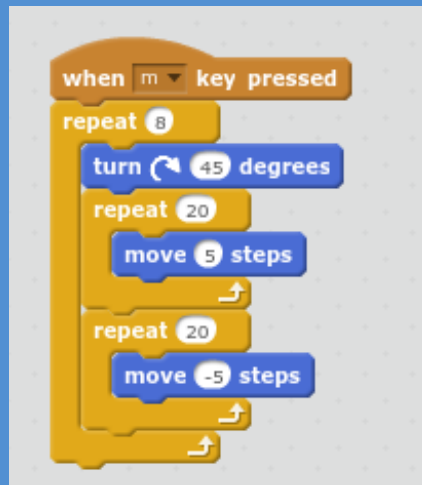 when m key pressed
repeat 8
turn 45 degrees
repeat 20
move 5 steps
repeat 20
move -5 steps